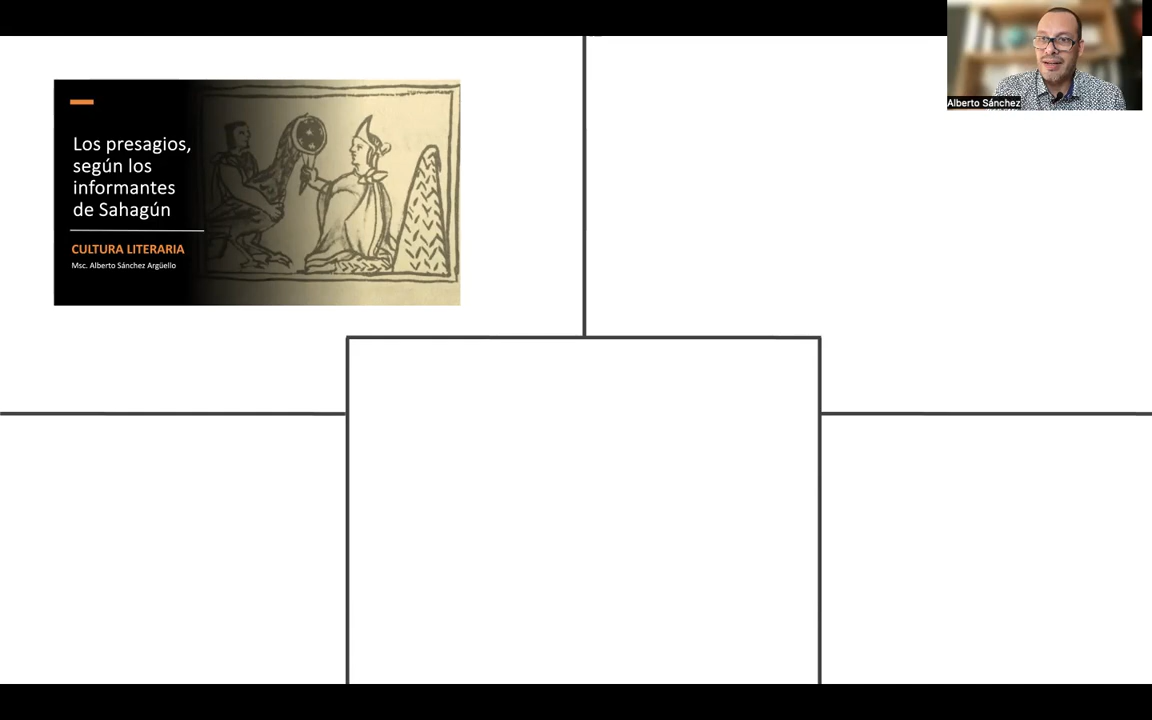 Alberto Sánchez
Los presagios,
según los
informantes
de Sahagún
CULTURA LITERARIA
Msc. Alberto Sánchez Argüello